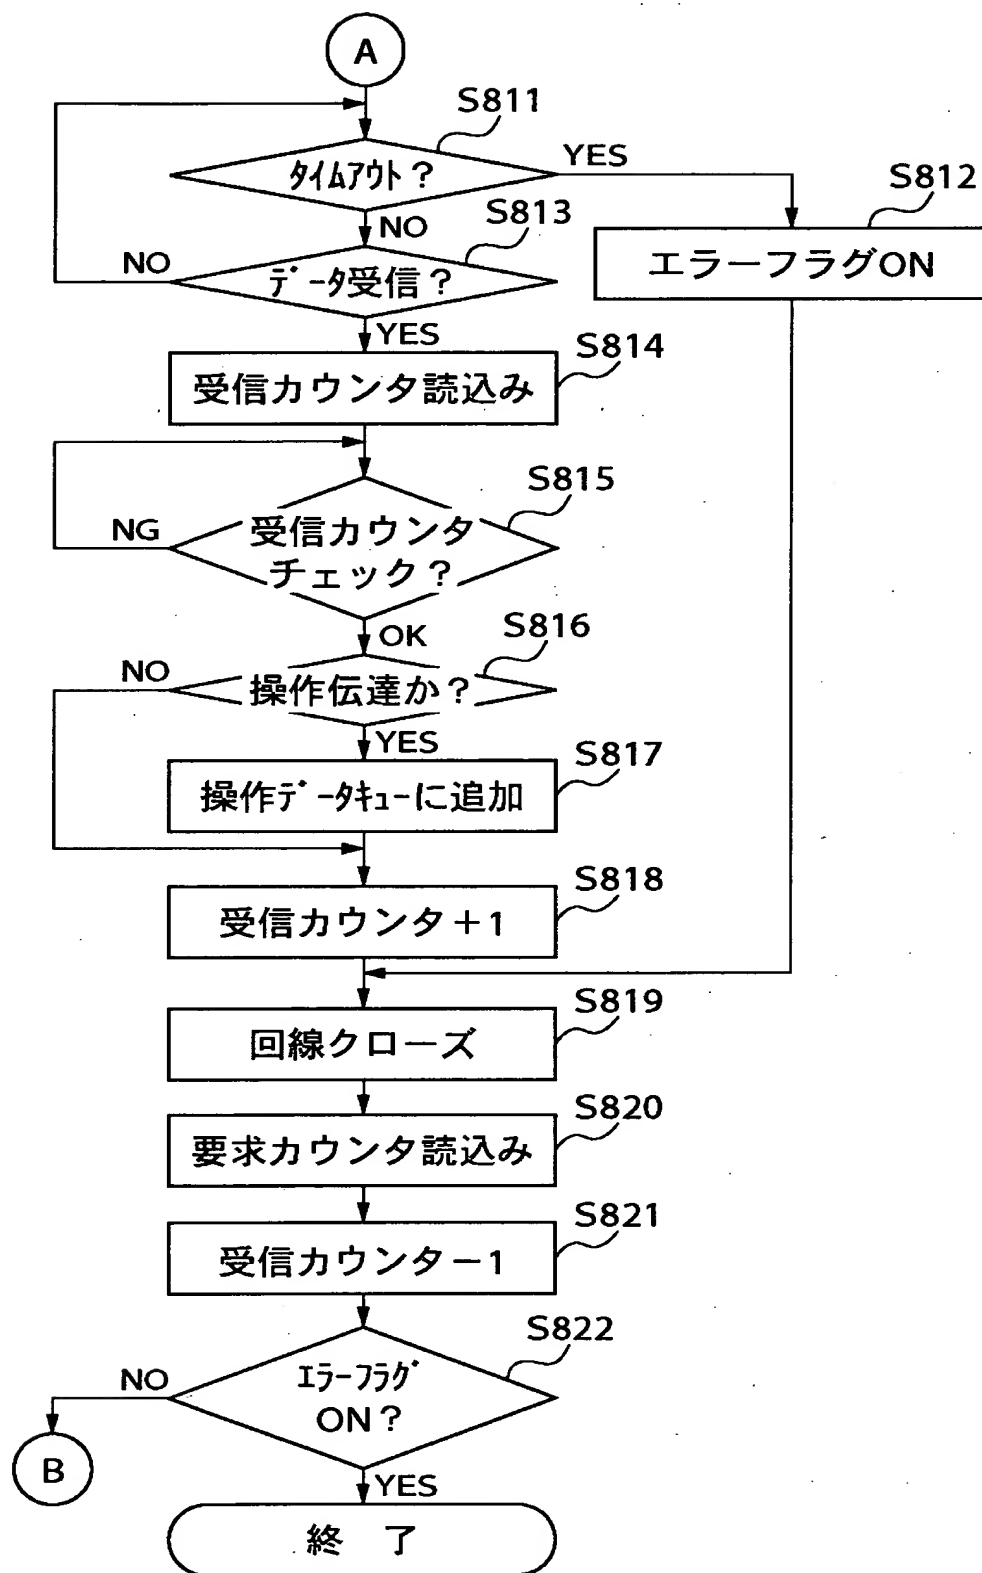 A
S811
タイムアウト?
YES
S812
エラーフラグON
NO
S813
データ受信?
NO
YES
S814
受信カウンタ読込み
S815
受信カウンタ
チェック?
NG
OK
S816
操作伝達か?
NO
YES
S817
操作データキューに追加
S818
受信カウンタ+1
S819
回線クローズ
S820
要求カウンタ読込み
S821
受信カウンター1
S822
エラーフラグ
ON?
NO
B
YES
終 了